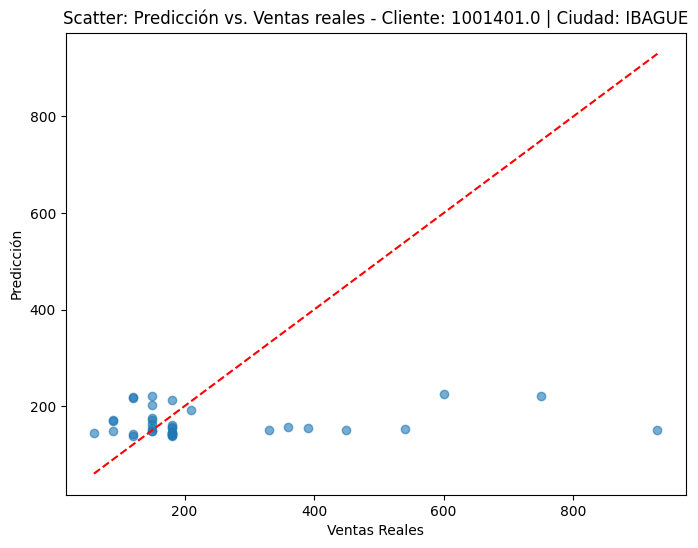 Scatter: Predicción vs. Ventas reales - Cliente: 1001401.0 | Ciudad: IBAGUE
800
600
400
200
Predicción
200 400 600 800
Ventas Reales